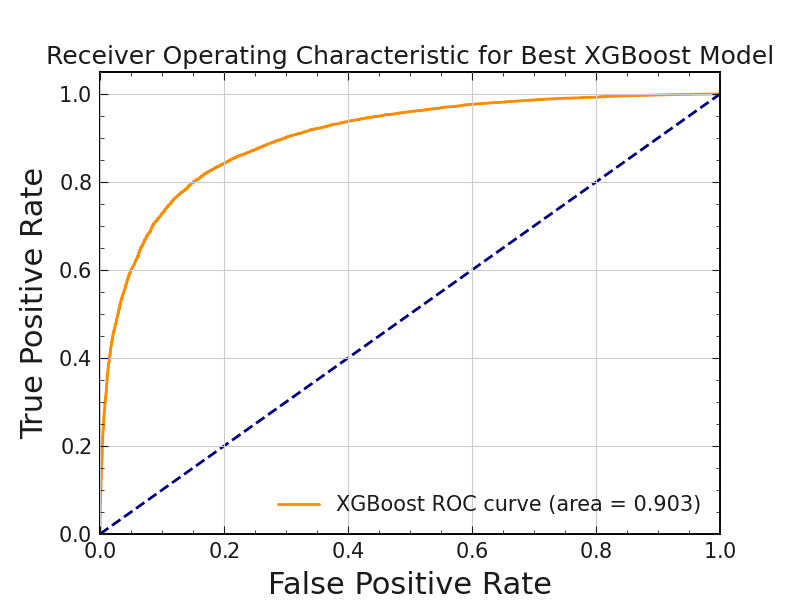 Receiver Operating Characteristic for Best XGBoost Model
True Positive Rate
1.0
0.8
0.6
0.4
0.2
0.0
XGBoost ROC curve (area = 0.903)
0.0 0.2 0.4 0.6 0.8 1.0
False Positive Rate